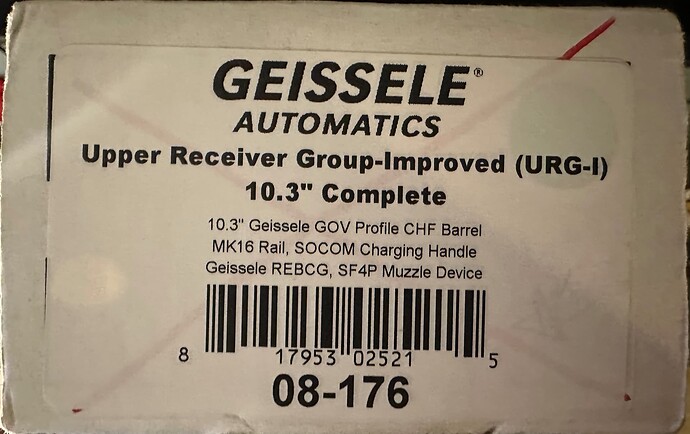 GEISSELE®
AUTOMATICS
Upper Receiver Group-Improved (URG-I)
10.3" Complete
10.3" Geissele GOV Profile CHF Barrel
MK16 Rail, SOCOM Charging Handle
Geissele REBCG, SF4P Muzzle Device
8 17953 02521 5
08-176